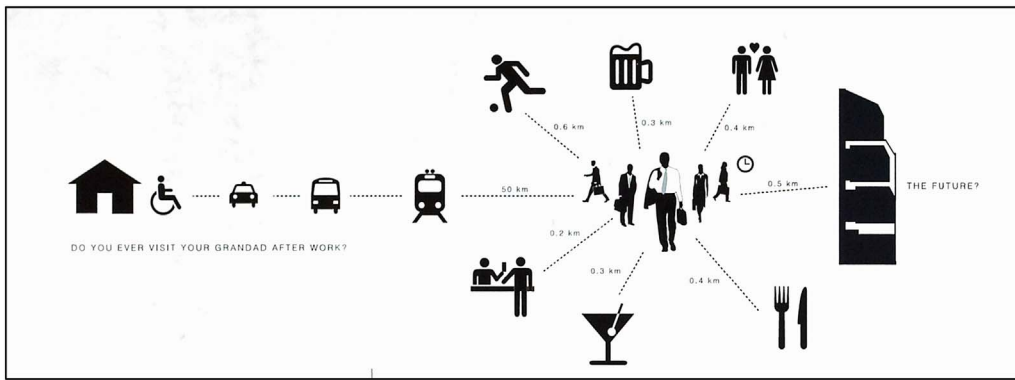 0.6 km
0.3 km
0.4 km
50 km
0.5 km
THE FUTURE?
DO YOU EVER VISIT YOUR GRANDAD AFTER WORK?
0.2 km
0.3 km
0.4 km